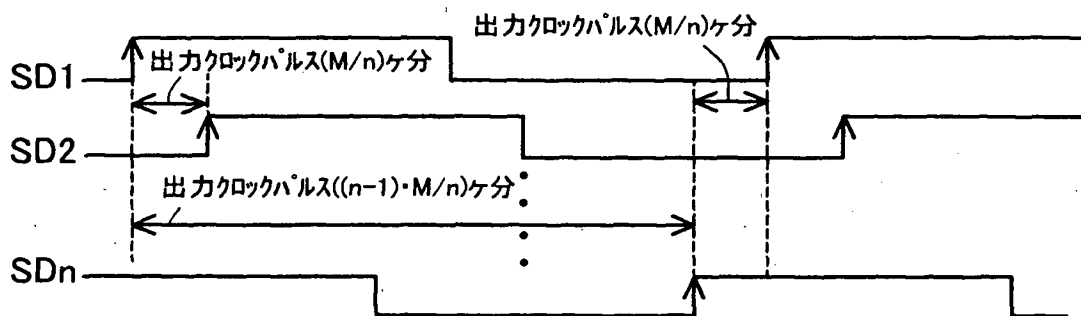 出力クロックパルス(M/n)ケ分
出力クロックパルス(M/n)ケ分
SD1
SD2
出力クロックパルス((n-1)・M/n)ケ分
SDn